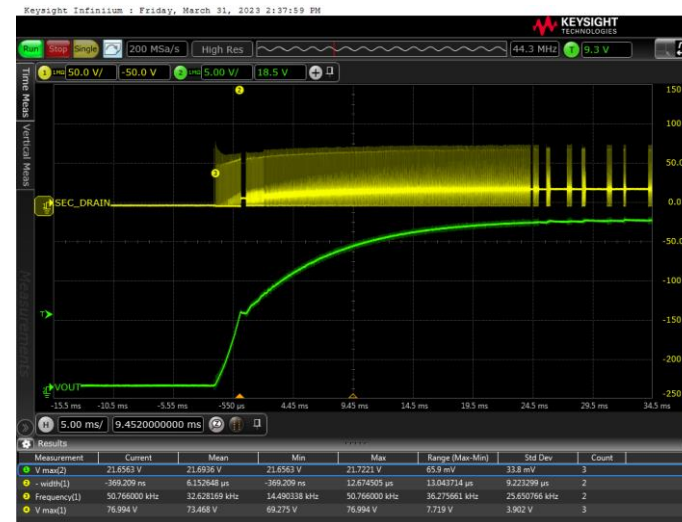 Keysight Infiniium : Friday, March 31, 2023 2:37:59 PM
KEYSIGHT
TECHNOLOGIES
Run Stop Single 200 MSa/s High Res 44.3 MHz T 9.3 V
1 1MΩ 50.0 V/ -50.0 V 2 1MΩ 5.00 V/ 18.5 V
Time Meas
Vertical Meas
Measurements
2
150
100
3
50.0
SEC_DRAIN
0.0
-50.0
-100
T
-150
-200
VOUT
-250
-15.5 ms -10.5 ms -5.55 ms -550 µs 4.45 ms 9.45 ms 14.5 ms 19.5 ms 24.5 ms 29.5 ms 34.5 ms
H 5.00 ms/ 9.4520000000 ms
Results
Measurement Current Mean Min Max Range (Max-Min) Std Dev Count
V max(2) 21.6563 V 21.6936 V 21.6563 V 21.7221 V 65.9 mV 33.8 mV 3
- width(1) -369.209 ns 6.152648 µs -369.209 ns 12.674505 µs 13.043714 µs 9.223299 µs 2
Frequency(1) 50.766000 kHz 32.628169 kHz 14.490338 kHz 50.766000 kHz 36.275661 kHz 25.650766 kHz 2
V max(1) 76.994 V 73.468 V 69.275 V 76.994 V 7.719 V 3.902 V 3